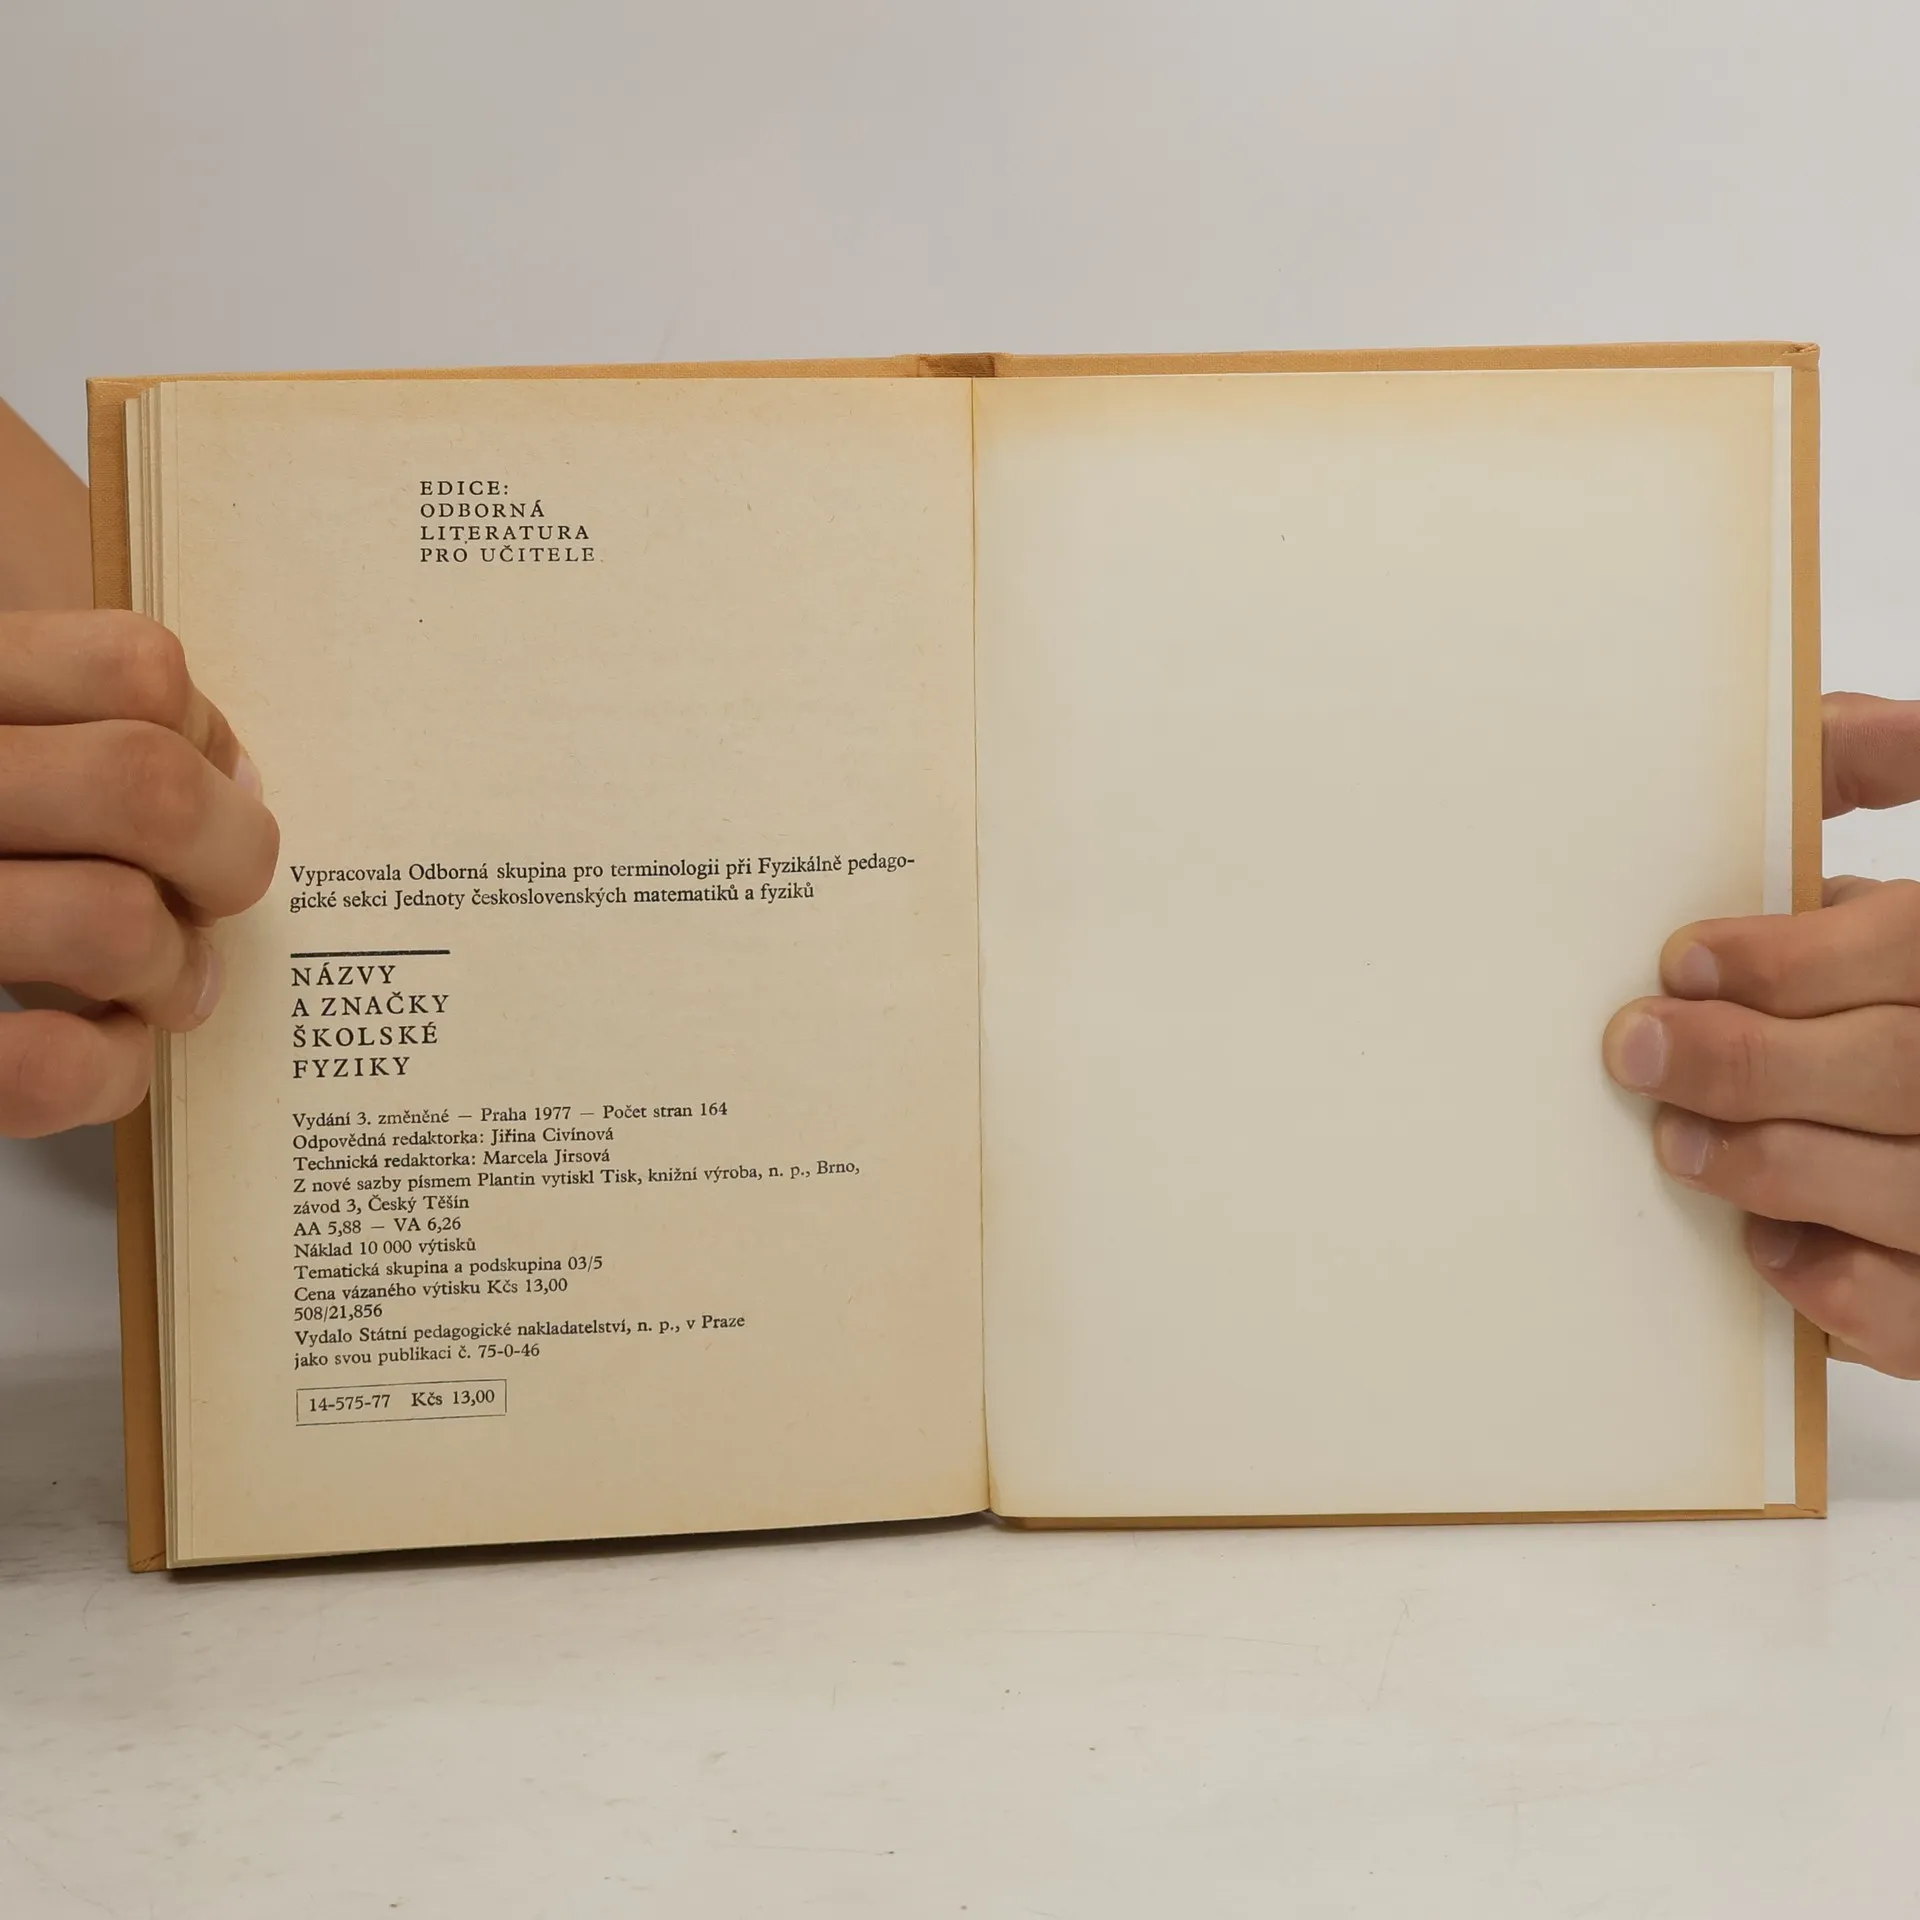 EDICE:
ODBORNÁ
LITERATURA
PRO UČITELE
Vypracovala Odborná skupina pro terminologii při Fyzikálně pedago-
gické sekci Jednoty československých matematiků a fyziků
NÁZVY
A ZNAČKY
ŠKOLSKÉ
FYZIKY
Vydání 3. změněné — Praha 1977 — Počet stran 164
Odpovědná redaktorka: Jiřina Civínová
Technická redaktorka: Marcela Jirsová
Z nové sazby písmem Plantin vytiskl Tisk, knižní výroba, n. p., Brno,
závod 3, Český Těšín
AA 5,88 — VA 6,26
Náklad 10 000 výtisků
Tematická skupina a podskupina 03/5
Cena vázaného výtisku Kčs 13,00
508/21,856
Vydalo Státní pedagogické nakladatelství, n. p., v Praze
jako svou publikaci č. 75-0-46
14-575-77 Kčs 13,00